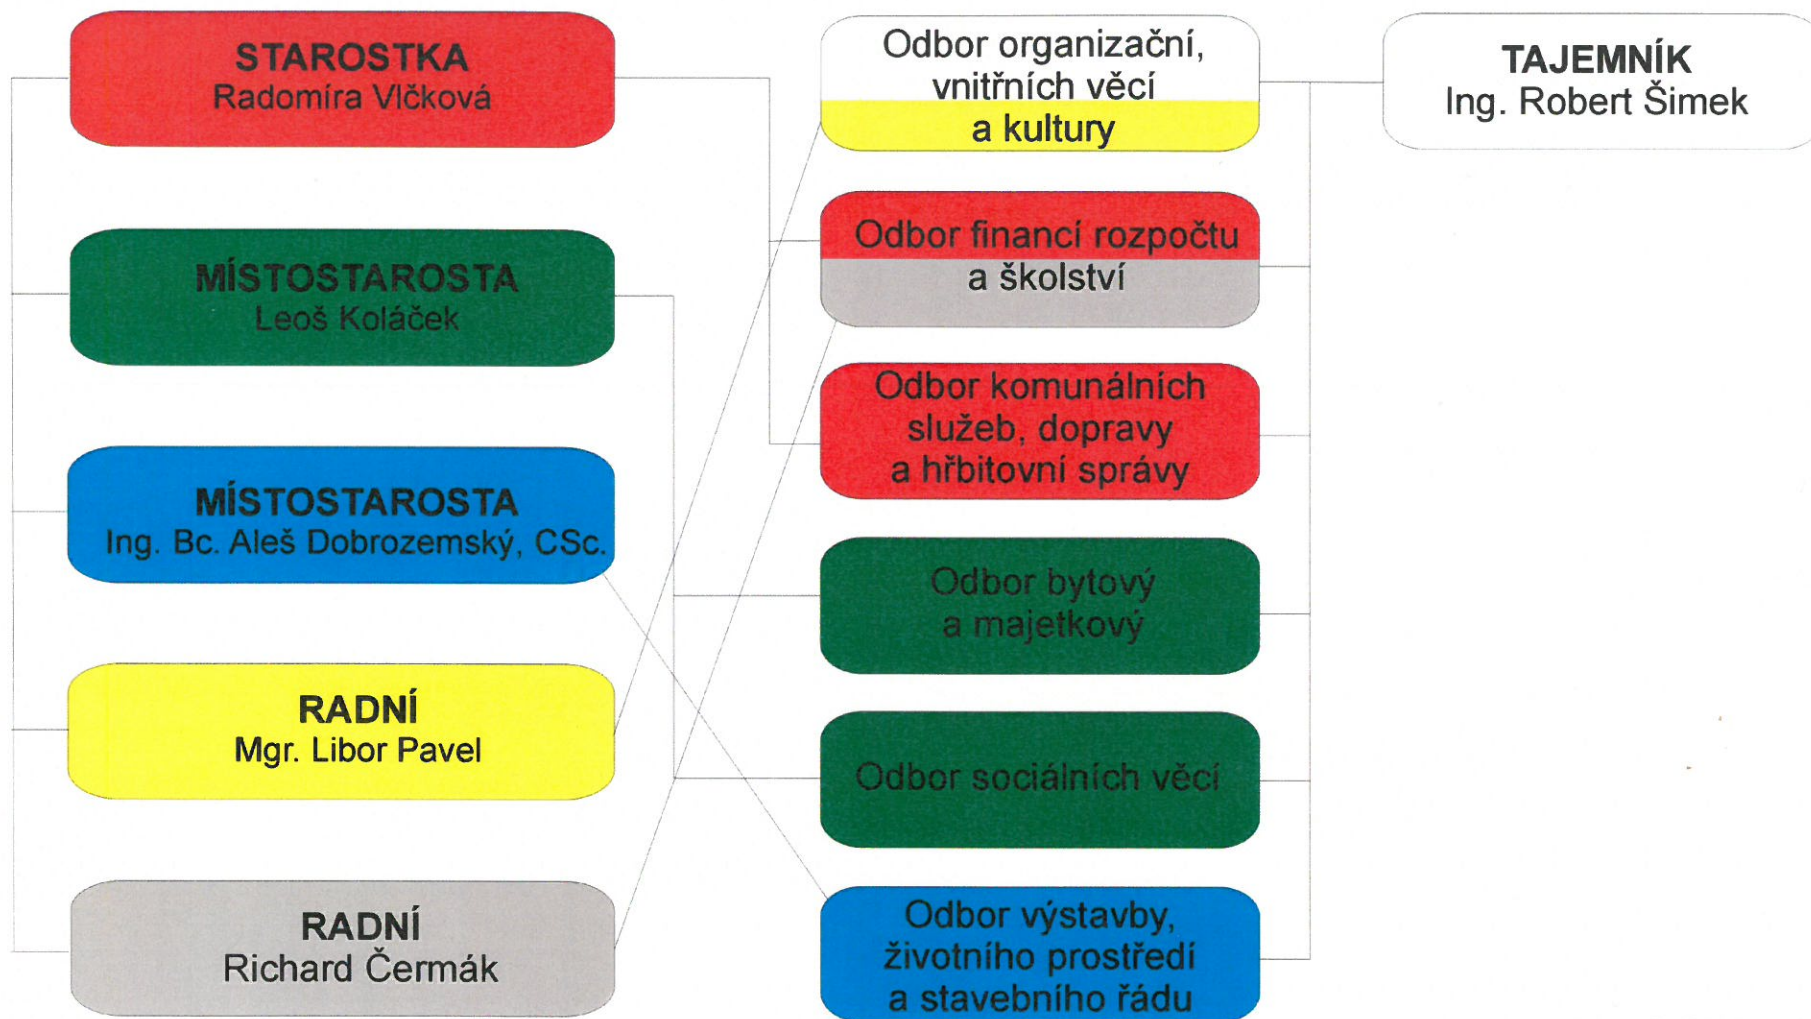 STAROSTKA
Radomíra Vlčková
MÍSTOSTAROSTA
Leoš Koláček
MÍSTOSTAROSTA
Ing. Bc. Aleš Dobrozemský, CSc.
RADNÍ
Mgr. Libor Pavel
RADNÍ
Richard Čermák
Odbor organizační,
vnitřních věcí
a kultury
Odbor financí rozpočtu
a školství
Odbor komunálních
služeb, dopravy
a hřbitovní správy
Odbor bytový
a majetkový
Odbor sociálních věcí
Odbor výstavby,
životního prostředí
a stavebního řádu
TAJEMNÍK
Ing. Robert Šimek